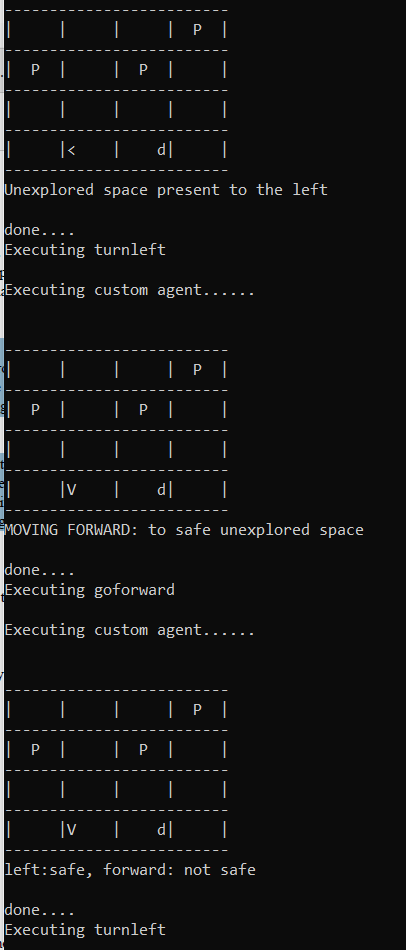 -------------------------
|     |     |     |  P  |
-------------------------
|  P  |     |  P  |     |
-------------------------
|     |     |     |     |
-------------------------
|     |<    |    d|     |
-------------------------
Unexplored space present to the left
done....
Executing turnleft
Executing custom agent......
-------------------------
|     |     |     |  P  |
-------------------------
|  P  |     |  P  |     |
-------------------------
|     |     |     |     |
-------------------------
|     |V    |    d|     |
-------------------------
MOVING FORWARD: to safe unexplored space
done....
Executing goforward
Executing custom agent......
-------------------------
|     |     |     |  P  |
-------------------------
|  P  |     |  P  |     |
-------------------------
|     |     |     |     |
-------------------------
|     |V    |    d|     |
-------------------------
left:safe, forward: not safe
done....
Executing turnleft